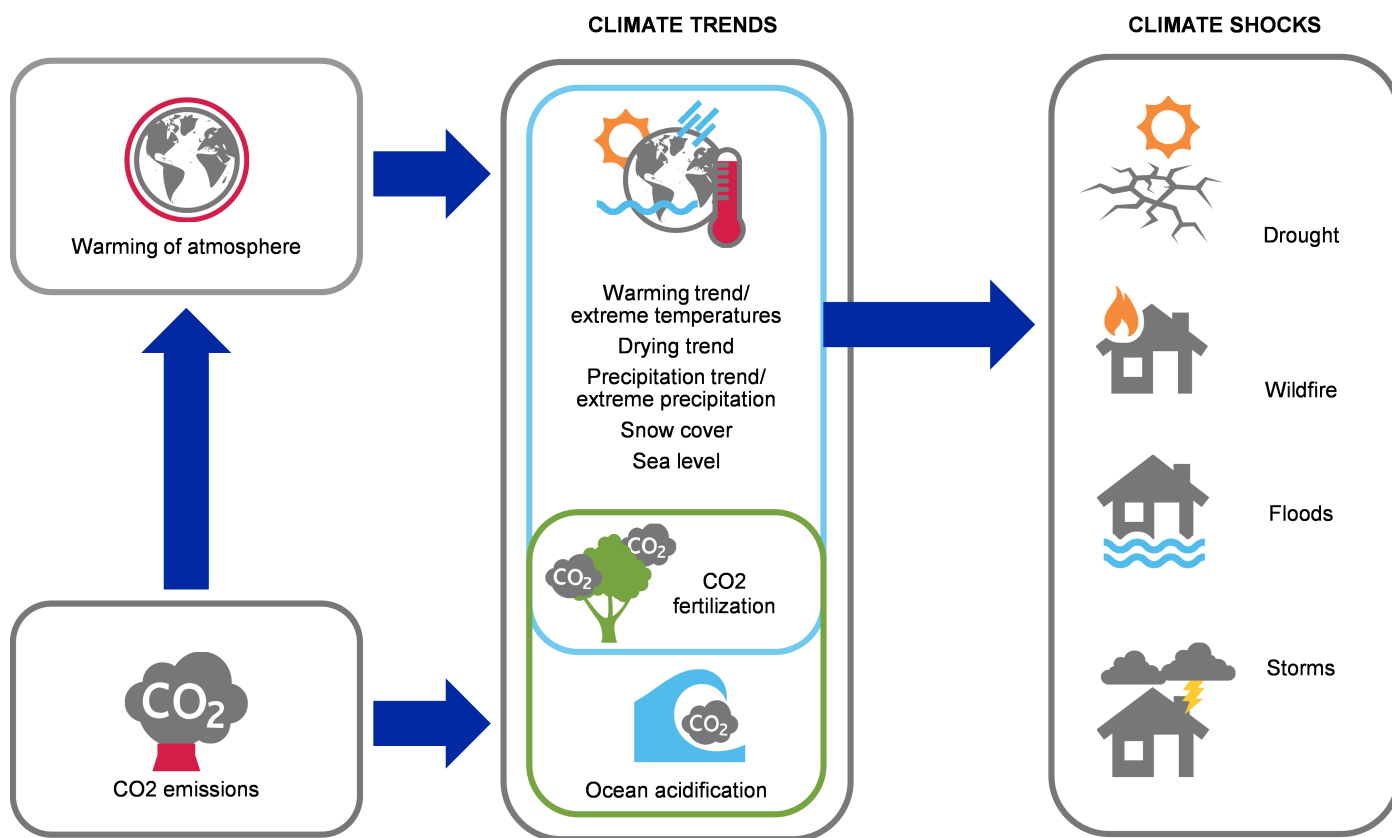 CLIMATE TRENDS
CLIMATE SHOCKS
Warming of atmosphere
Warming trend/
extreme temperatures
Drying trend
Precipitation trend/
extreme precipitation
Snow cover
Sea level
CO2
CO2
CO2
fertilization
CO2
Ocean acidification
CO2
CO2 emissions
Drought
Wildfire
Floods
Storms